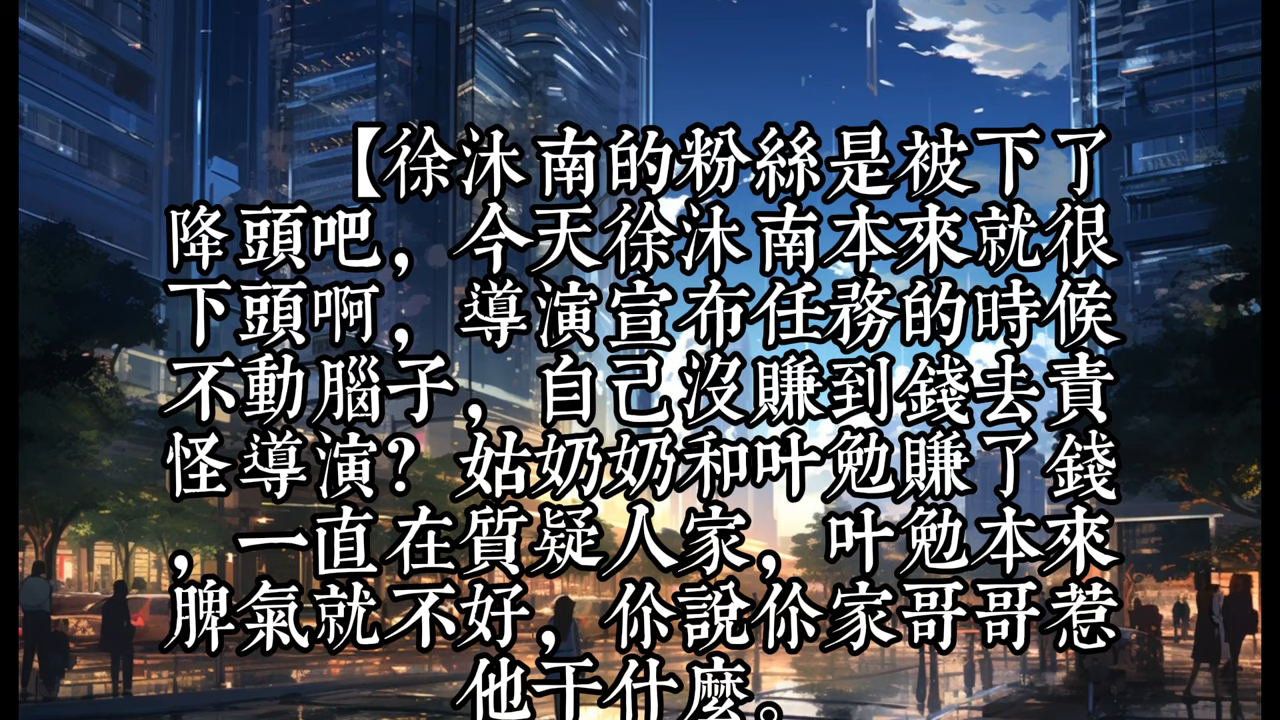 【徐沐南的粉絲是被下了
降頭吧，今天徐沐南本來就很
下頭啊，導演宣布任務的時候
不動腦子，自己沒賺到錢去責
怪導演？姑奶奶和叶勉賺了錢
，一直在質疑人家，叶勉本來
脾氣就不好，你說你家哥哥惹
他干什麼。